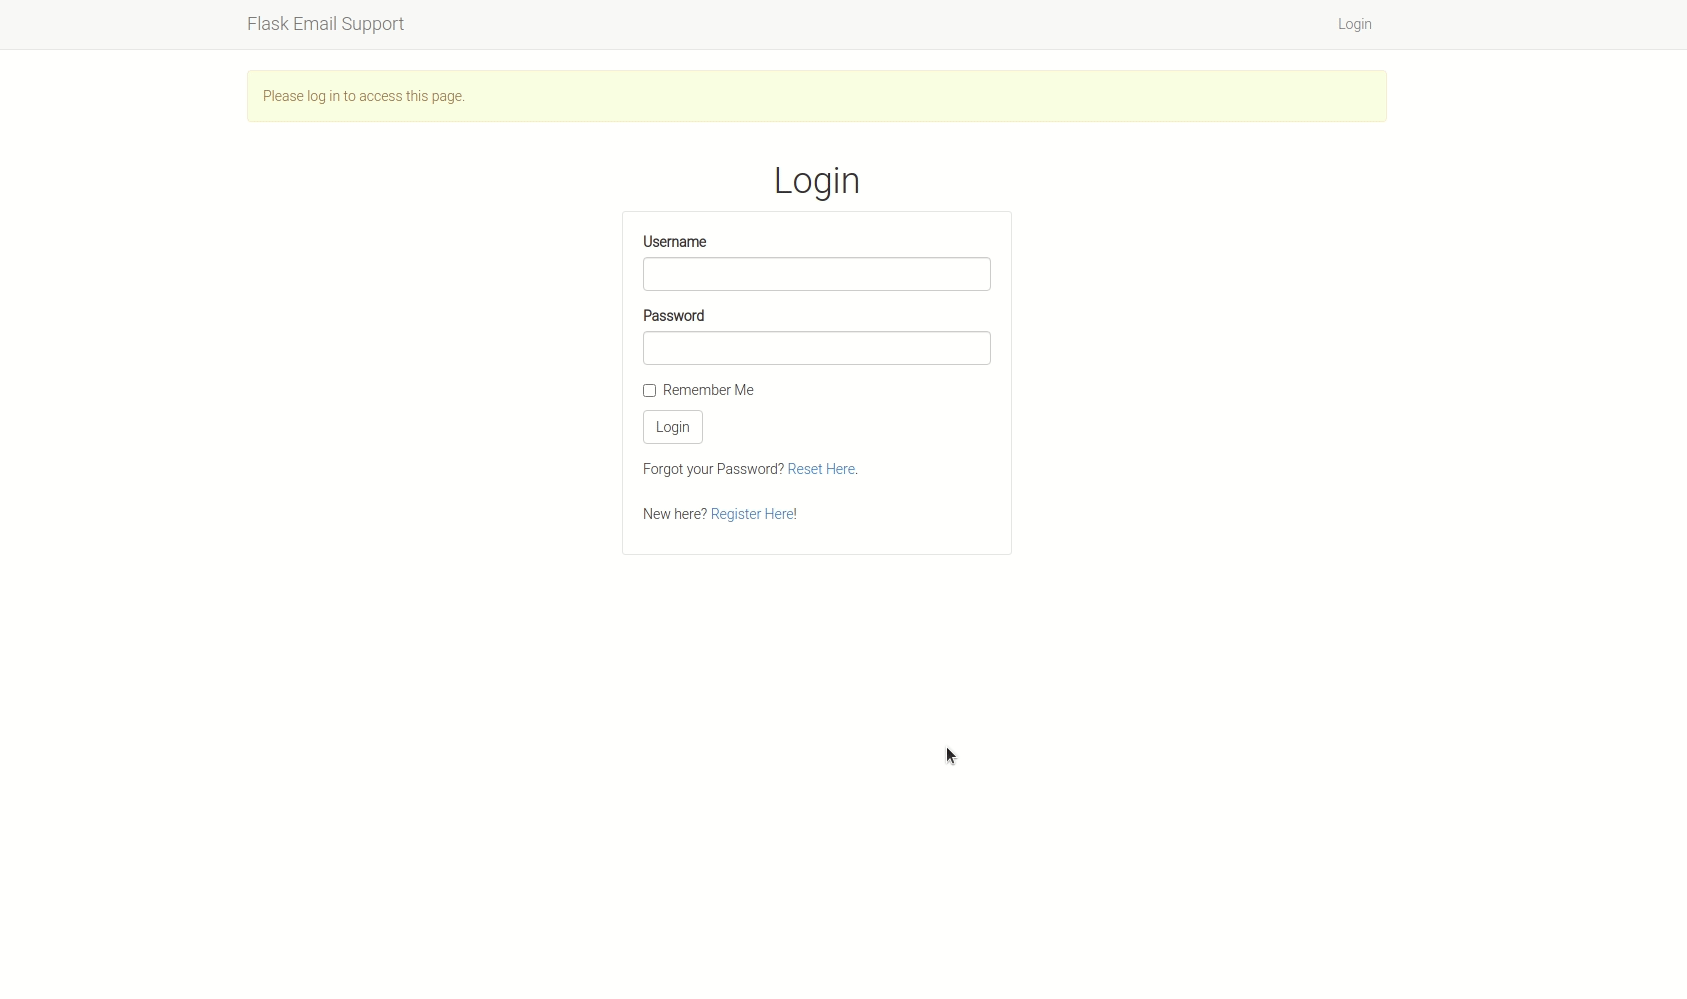 Flask Email Support
Login
Please log in to access this page.
Login
Username
Password
Remember Me
Login
Forgot your Password? Reset Here.
New here? Register Here!